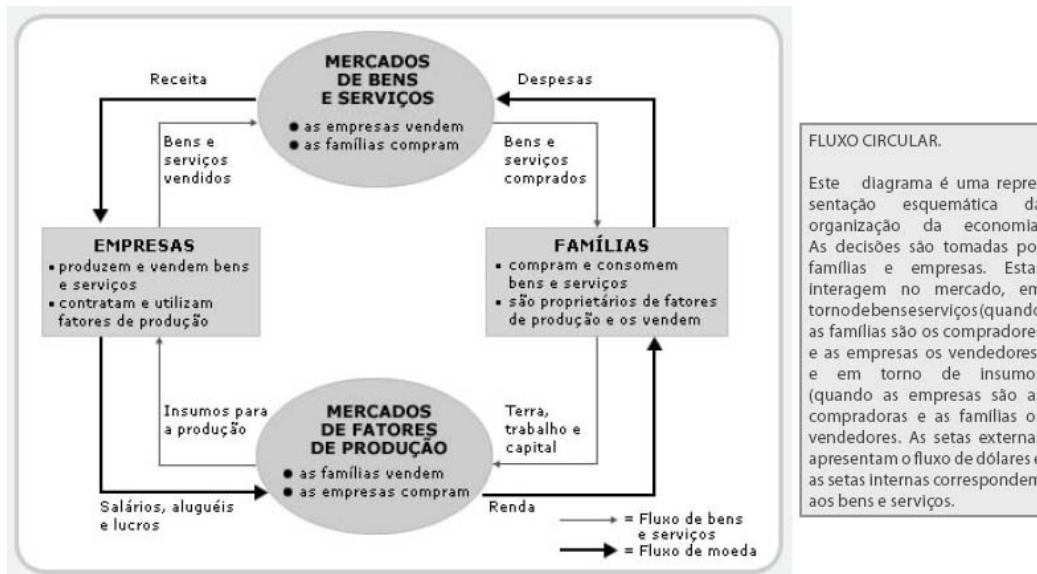 MERCADOS
DE BENS
E SERVIÇOS
● as empresas vendem
● as famílias compram
Receita
Despesas
Bens e
serviços
vendidos
Bens e
serviços
comprados
EMPRESAS
▪ produzem e vendem bens
e serviços
▪ contratam e utilizam
fatores de produção
FAMÍLIAS
▪ compram e consomem
bens e serviços
▪ são proprietários de fatores
de produção e os vendem
Insumos para
a produção
Terra,
trabalho e
capital
MERCADOS
DE FATORES
DE PRODUÇÃO
● as famílias vendem
● as empresas compram
Salários, aluguéis
e lucros
Renda
= Fluxo de bens
e serviços
= Fluxo de moeda
FLUXO CIRCULAR.
Este diagrama é uma repre
sentação esquemática da
organização da economia
As decisões são tomadas po
famílias e empresas. Estas
interagem no mercado, em
tornodebenseserviços(quando
as famílias são os compradores
e as empresas os vendedores
e em torno de insumos
(quando as empresas são as
compradoras e as famílias os
vendedores. As setas externas
apresentam o fluxo de dólares e
as setas internas correspondem
aos bens e serviços.